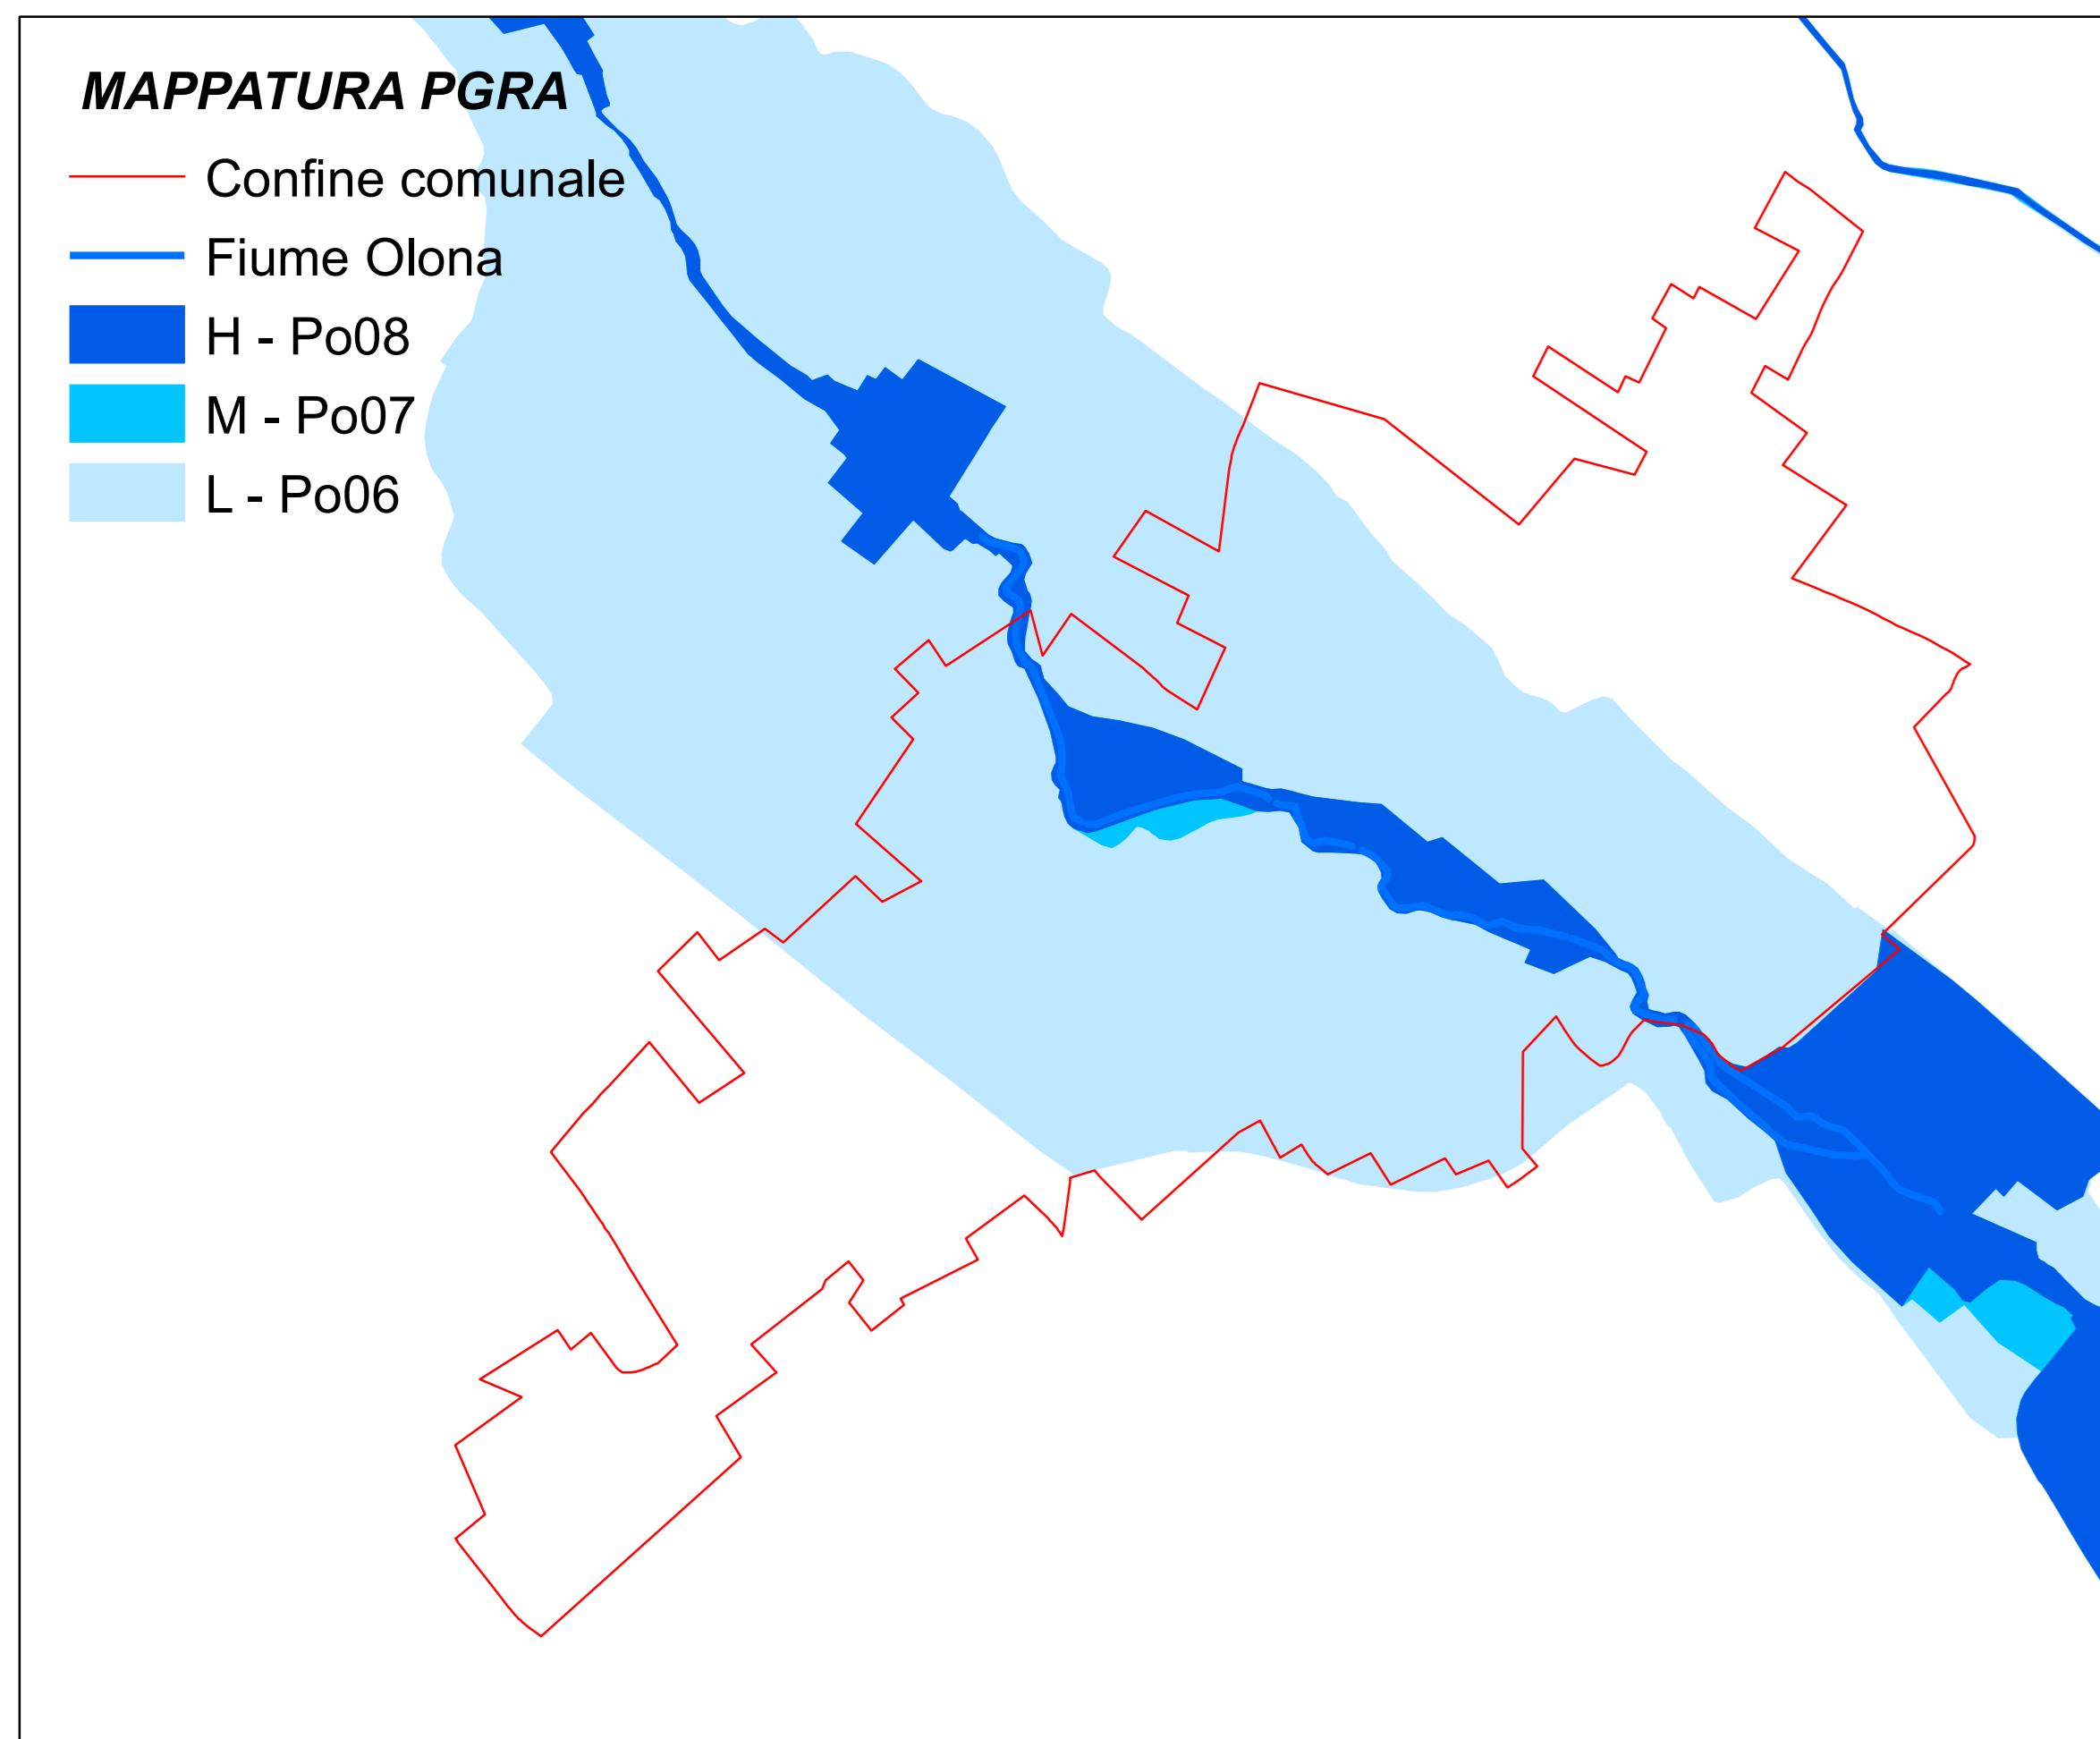 MAPPATURA PGRA
Confine comunale
Fiume Olona
H - Po08
M - Po07
L - Po06